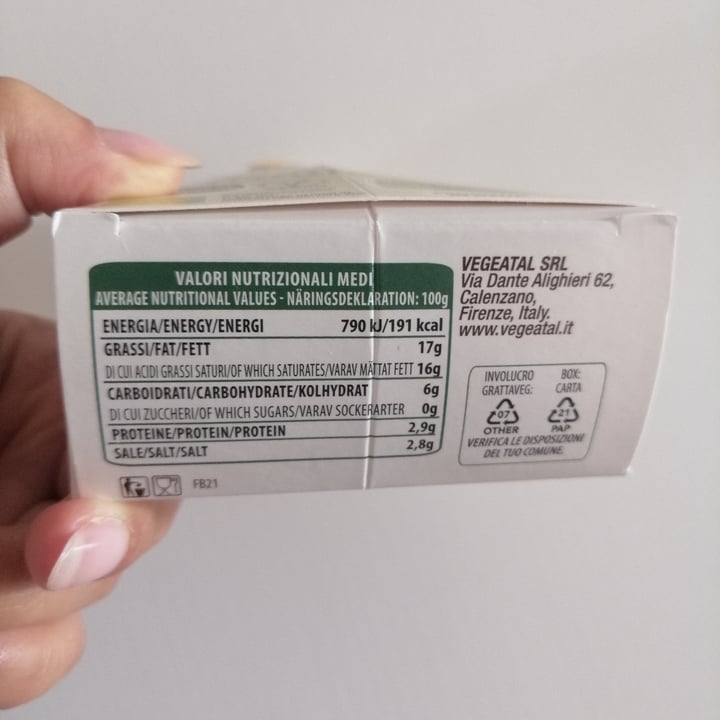 VALORI NUTRIZIONALI MEDI
AVERAGE NUTRITIONAL VALUES - NÄRINGSDEKLARATION: 100g
ENERGIA/ENERGY/ENERGI 790 kJ/191 kcal
GRASSI/FAT/FETT 17g
DI CUI ACIDI GRASSI SATURI/OF WHICH SATURATES/VARAV MÄTTAT FETT 16g
CARBOIDRATI/CARBOHYDRATE/KOLHYDRAT 6g
DI CUI ZUCCHERI/OF WHICH SUGARS/VARAV SOCKERARTER 0g
PROTEINE/PROTEIN/PROTEIN 2,9g
SALE/SALT/SALT 2,8g
FB21
VEGEATAL SRL
Via Dante Alighieri 62,
Calenzano,
Firenze, Italy.
www.vegeatal.it
INVOLUCRO BOX:
GRATTAVEG: CARTA
07 21
OTHER PAP
VERIFICA LE DISPOSIZIONI
DEL TUO COMUNE.